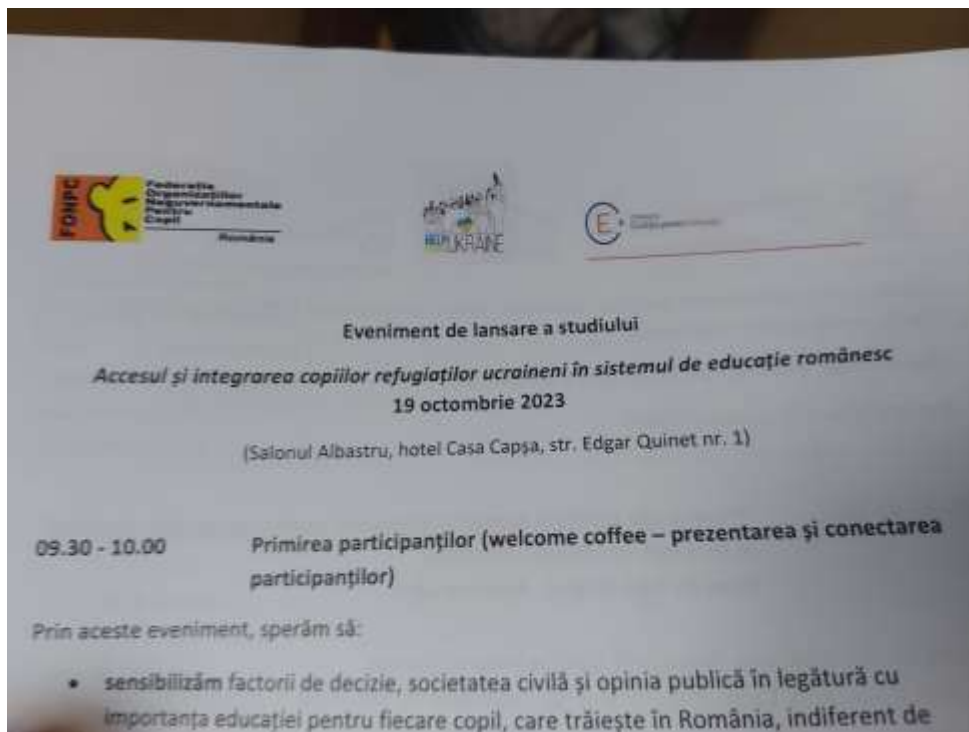 FONPC
Federația
Organizațiilor
Neguvernamentale
Pentru
Copil
România
HELP UKRAINE
CE
Eveniment de lansare a studiului
Accesul și integrarea copiilor refugiaților ucraineni în sistemul de educație românesc
19 octombrie 2023
(Salonul Albastru, hotel Casa Capșa, str. Edgar Quinet nr. 1)
09.30 - 10.00 Primirea participanților (welcome coffee – prezentarea și conectarea
participanților)
Prin aceste eveniment, sperăm să:
• sensibilizăm factorii de decizie, societatea civilă și opinia publică în legătură cu
importanța educației pentru fiecare copil, care trăiește în România, indiferent de